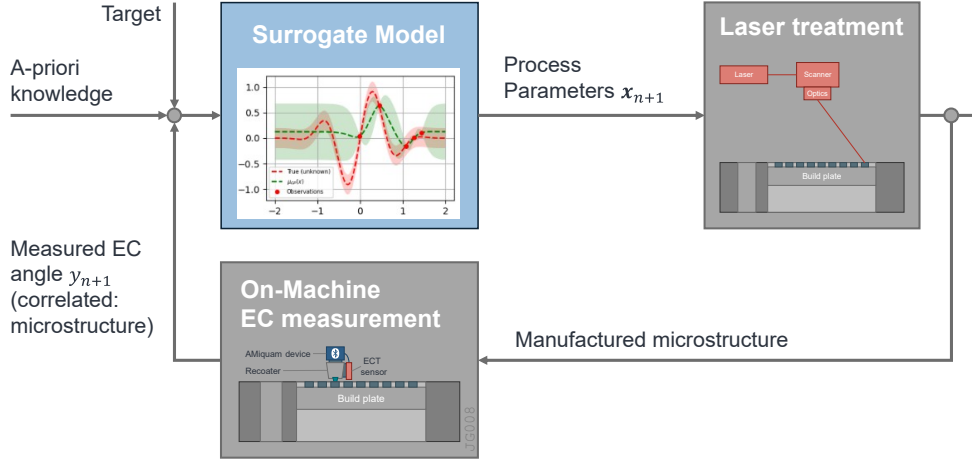 Target
A-priori
knowledge
Surrogate Model
1.0
0.5
0.0
−0.5
−1.0
True (unknown)
Observations
−2
−1
0
1
2
Process
Parameters 𝒙ₙ₊₁
Laser treatment
Laser
Scanner
Optics
Build plate
Measured EC
angle 𝑦ₙ₊₁
(correlated:
microstructure)
On-Machine
EC measurement
AMiquam device
Recoater
ECT
sensor
Build plate
JG008
Manufactured microstructure